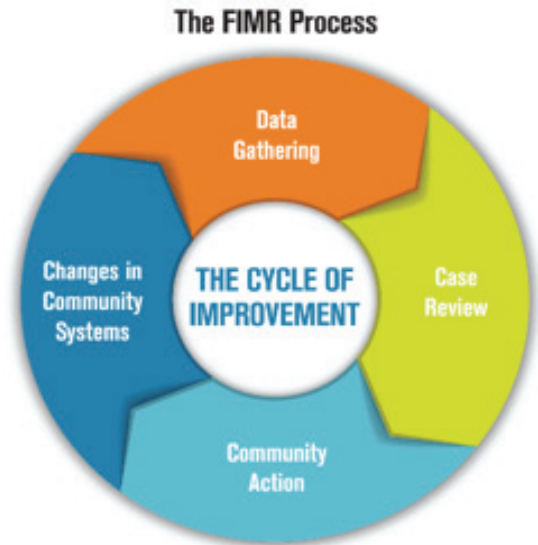 The FIMR Process
Data
Gathering
Case
Review
Community
Action
Changes in
Community
Systems
THE CYCLE OF
IMPROVEMENT